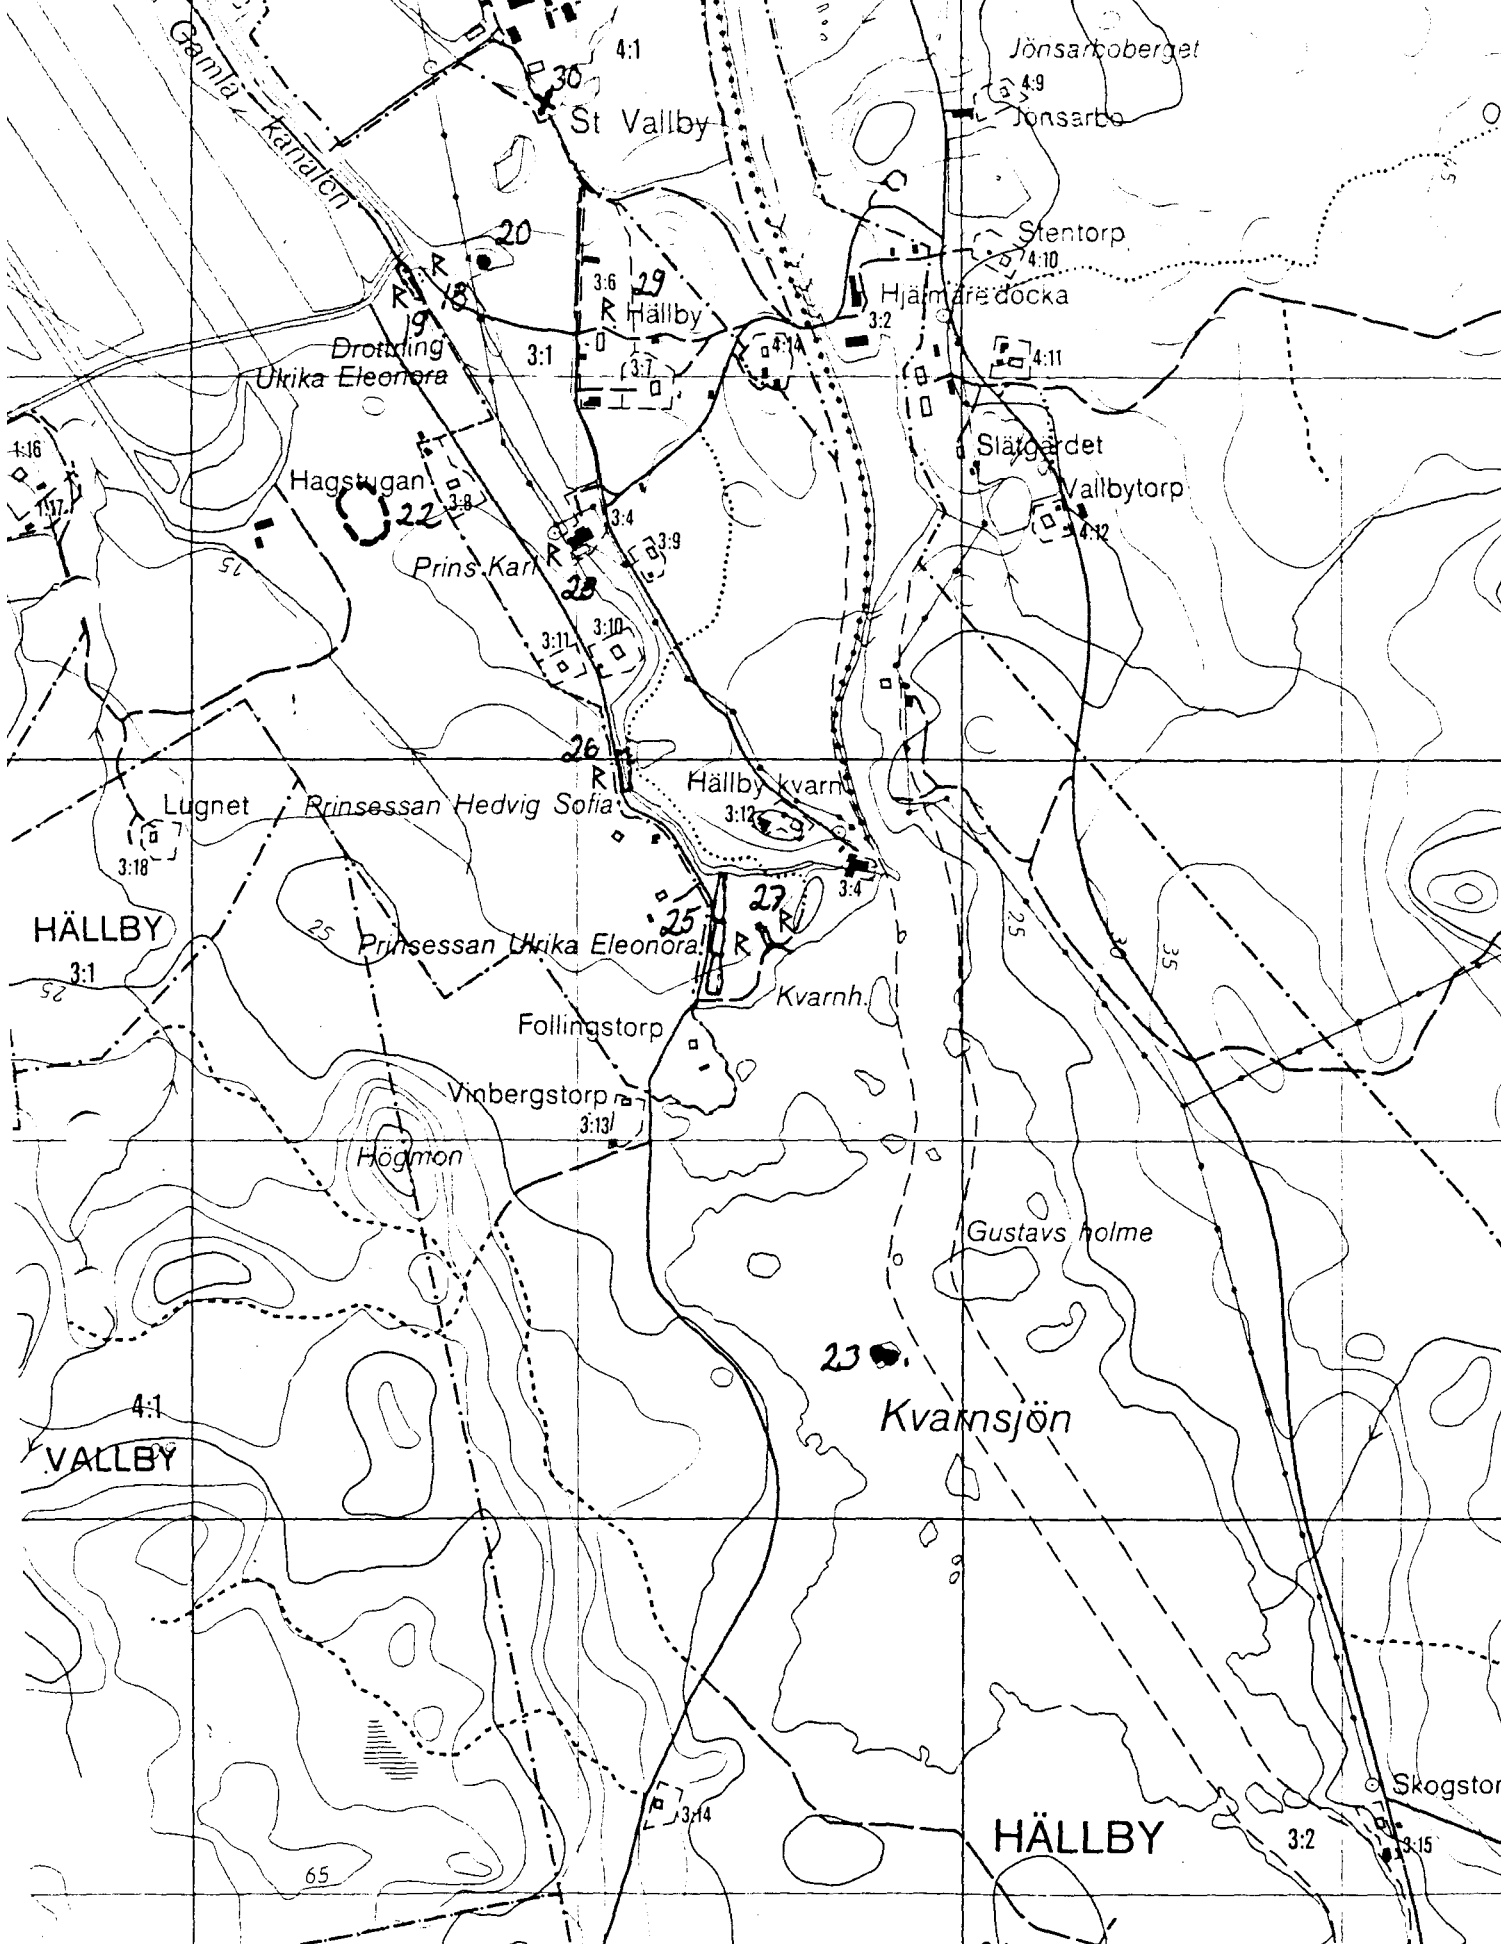 Gamla kanalen
4:1
30
St Vallby
Jönsarboberget
4:9
Jönsarbo
20
R
18
R
19
3:6
29
R
Hällby
Stentorp
4:10
Hjälmaredocka
3:2
Drottning
Ulrika Eleonora
3:1
3:7
4:14
4:11
1:16
1:17
Hagstugan
22
3:8
Slätgärdet
Vallbytorp
4:12
3:4
3:9
Prins Karl
R
28
15
3:11
3:10
26
R
Lugnet
3:18
Prinsessan Hedvig Sofia
Hällby kvarn
3:12
3:4
HÄLLBY
3:1
25
25
25
27
R
Prinsessan Ulrika Eleonora
R
Kvarnh.
25
30
35
Follingstorp
Vinbergstorp
3:13
Högmon
Gustavs holme
23
Kvarnsjön
4:1
VALLBY
3:14
65
HÄLLBY
3:2
Skogstor
3:15